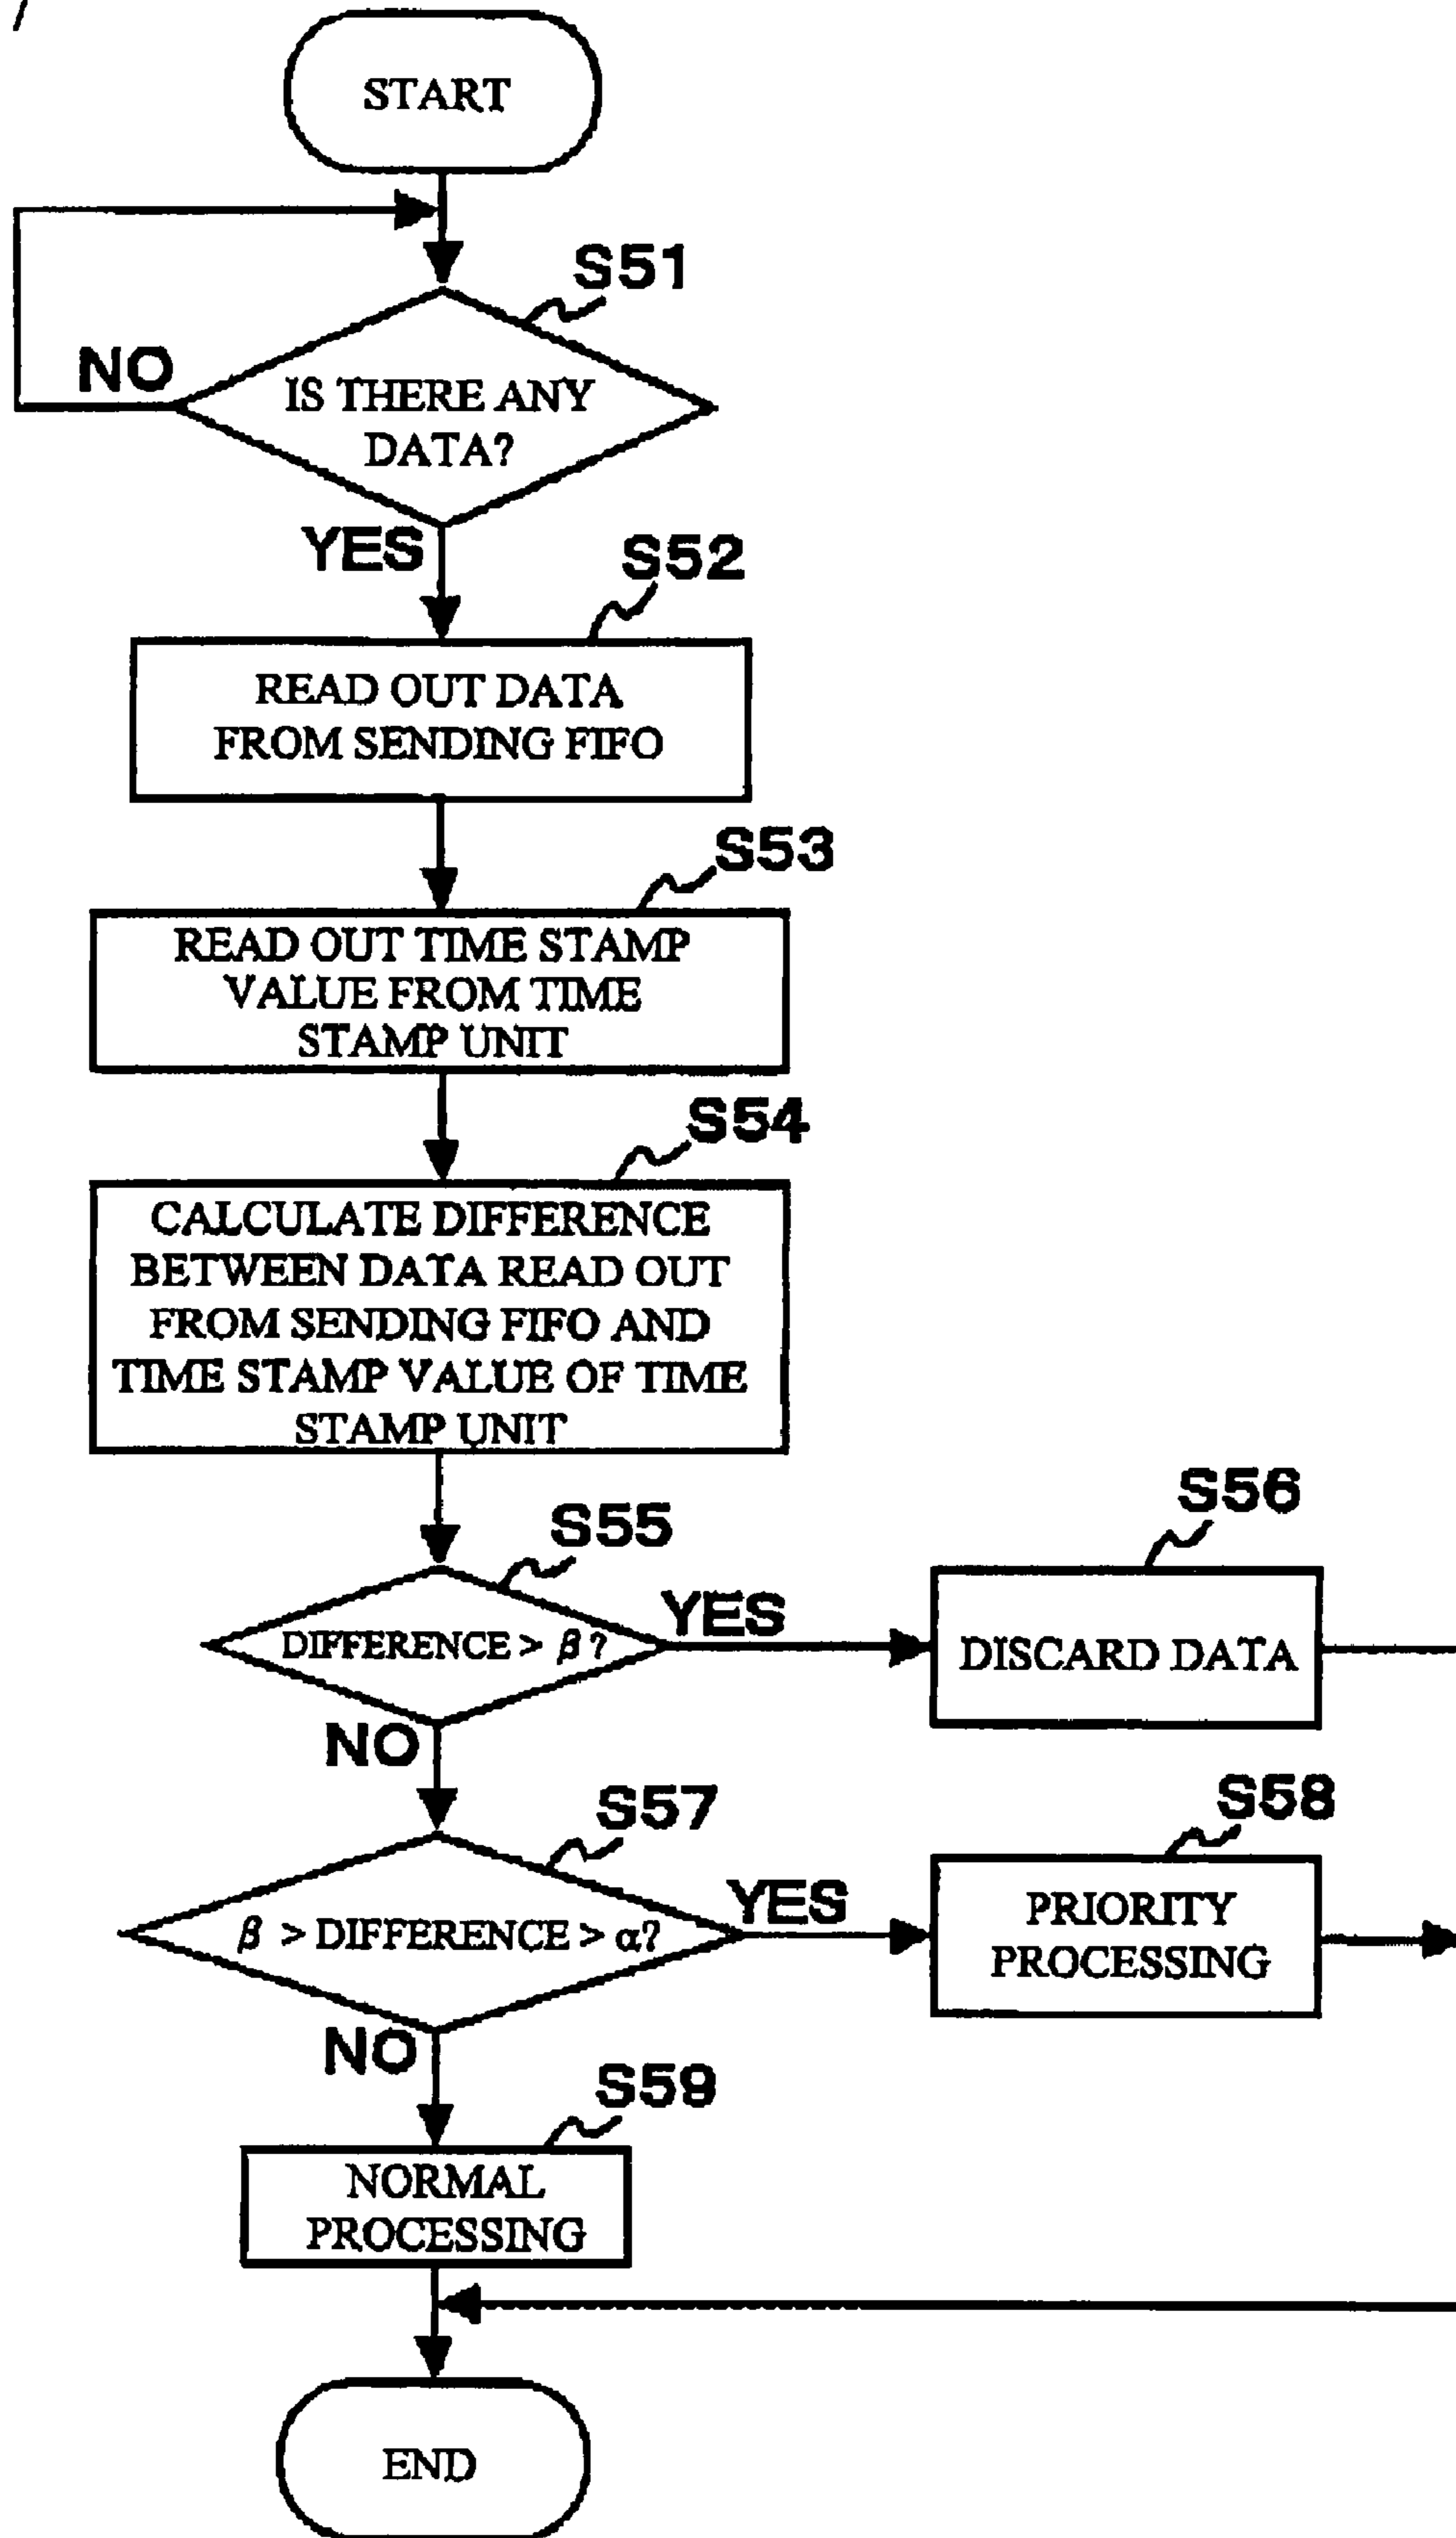 START
S51
NO
IS THERE ANY
DATA?
YES
S52
READ OUT DATA
FROM SENDING FIFO
S53
READ OUT TIME STAMP
VALUE FROM TIME
STAMP UNIT
S54
CALCULATE DIFFERENCE
BETWEEN DATA READ OUT
FROM SENDING FIFO AND
TIME STAMP VALUE OF TIME
STAMP UNIT
S55
DIFFERENCE > β ?
YES
S56
DISCARD DATA
NO
S57
β > DIFFERENCE > α?
YES
S58
PRIORITY
PROCESSING
NO
S59
NORMAL
PROCESSING
END